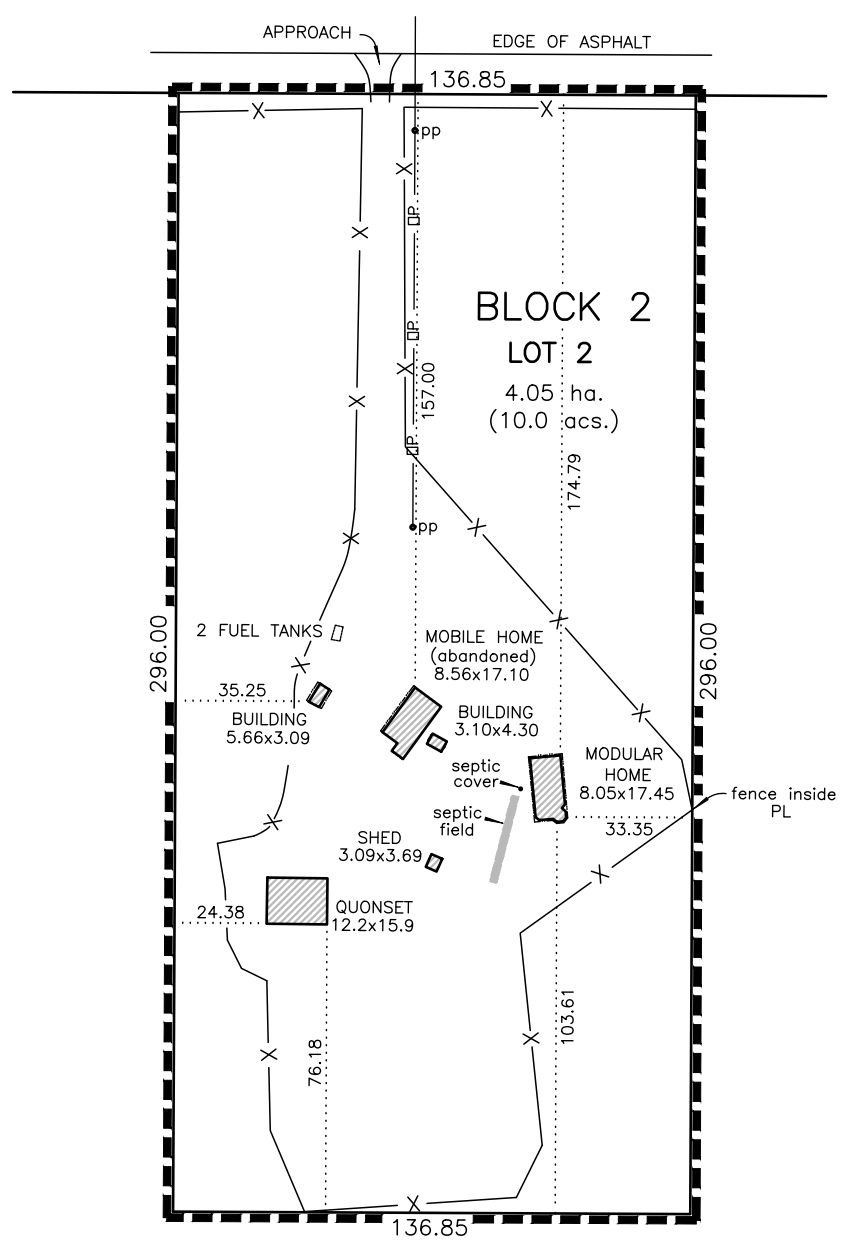 APPROACH
EDGE OF ASPHALT
136.85
X
X
pp
X
P
X
BLOCK 2
P
LOT 2
X
157.00
4.05 ha.
(10.0 acs.)
X
P
174.79
X
pp
X
X
2 FUEL TANKS
296.00
MOBILE HOME
(abandoned)
8.56x17.10
296.00
X
35.25
BUILDING
5.66x3.09
BUILDING
3.10x4.30
X
MODULAR
HOME
8.05x17.45
septic
cover
fence inside
PL
septic
field
33.35
X
SHED
3.09x3.69
X
24.38
QUONSET
12.2x15.9
103.61
X
X
76.18
X
136.85